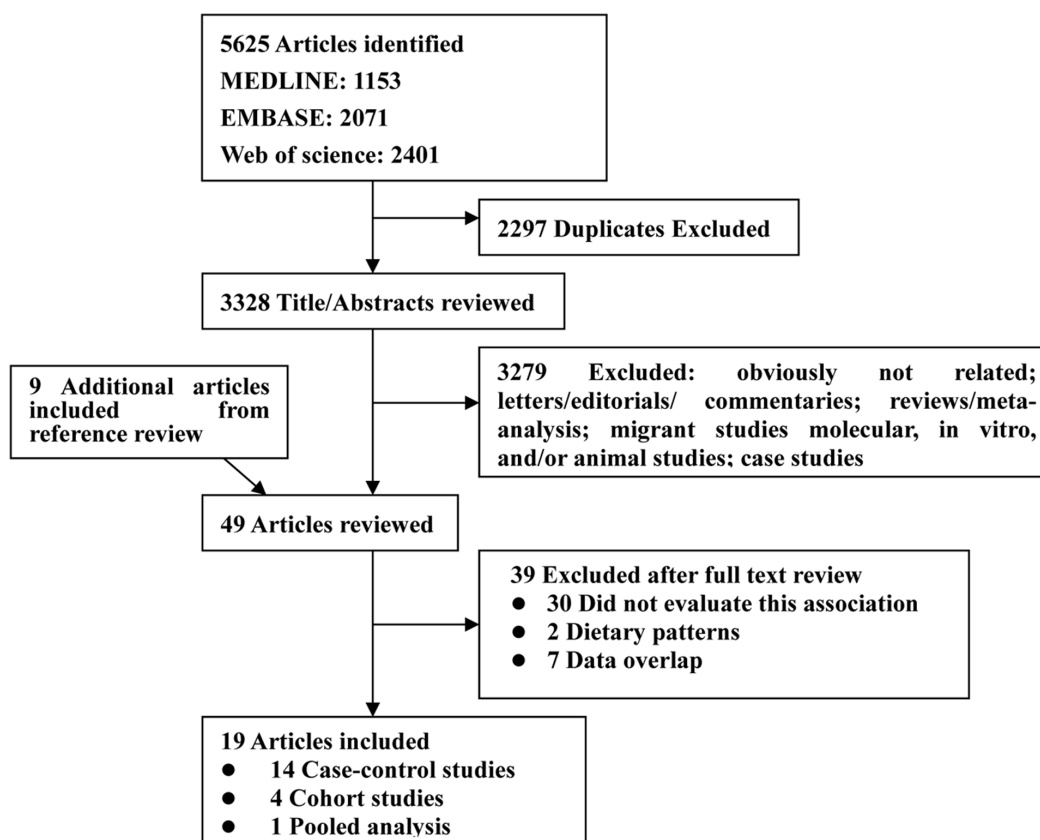 5625 Articles identified
MEDLINE: 1153
EMBASE: 2071
Web of science: 2401
2297 Duplicates Excluded
3328 Title/Abstracts reviewed
9 Additional articles
included from
reference review
3279 Excluded: obviously not related;
letters/editorials/ commentaries; reviews/meta-
analysis; migrant studies molecular, in vitro,
and/or animal studies; case studies
49 Articles reviewed
39 Excluded after full text review
● 30 Did not evaluate this association
● 2 Dietary patterns
● 7 Data overlap
19 Articles included
● 14 Case-control studies
● 4 Cohort studies
● 1 Pooled analysis